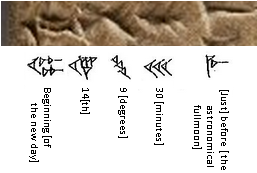 Beginning [of
the new day]
14[th]
9 [degrees]
30 [minutes]
[just] before [the
astronomical
fullmoon]